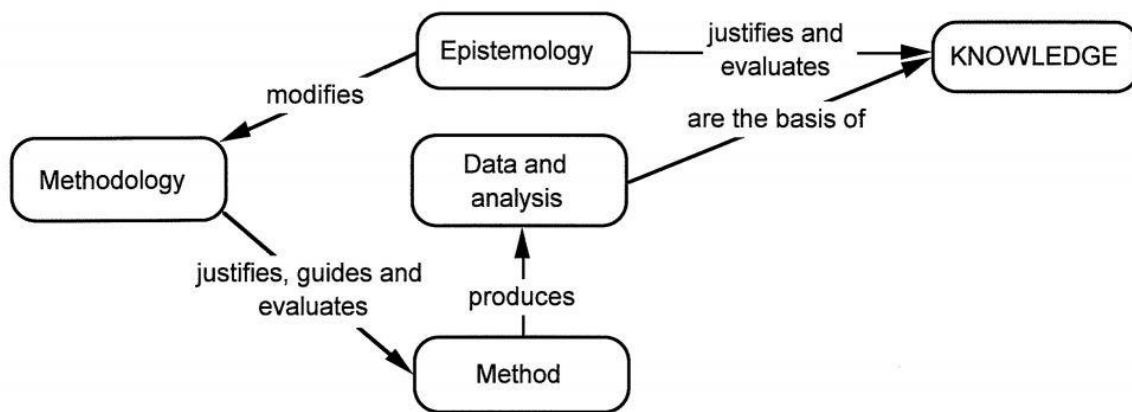 Epistemology
justifies and
evaluates
KNOWLEDGE
modifies
are the basis of
Methodology
Data and
analysis
justifies, guides and
evaluates
produces
Method